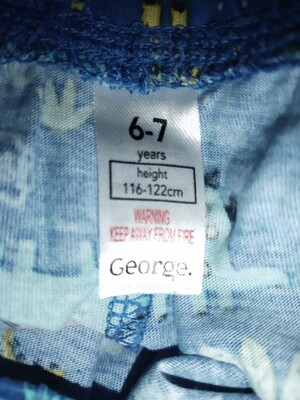 6-7
years
height
116-122cm
WARNING
KEEP AWAY FROM FIRE
George.